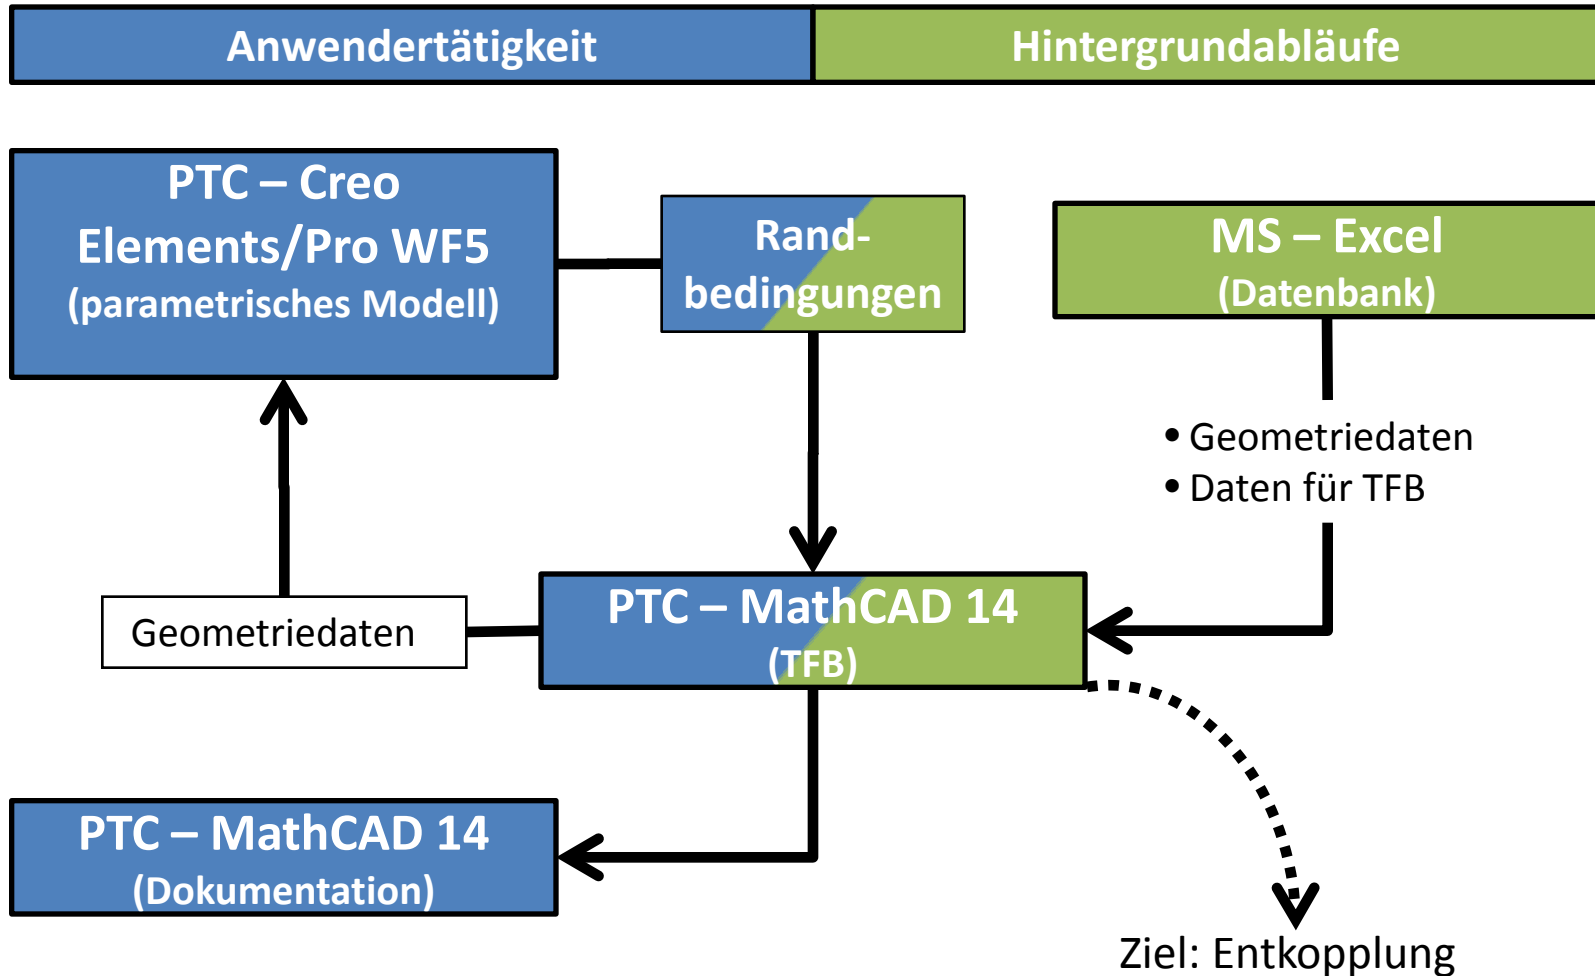 Anwendertätigkeit
Hintergrundabläufe
PTC – Creo
Elements/Pro WF5
(parametrisches Modell)
Rand-
bedingungen
MS – Excel
(Datenbank)
• Geometriedaten
• Daten für TFB
PTC – MathCAD 14
(TFB)
Geometriedaten
PTC – MathCAD 14
(Dokumentation)
Ziel: Entkopplung